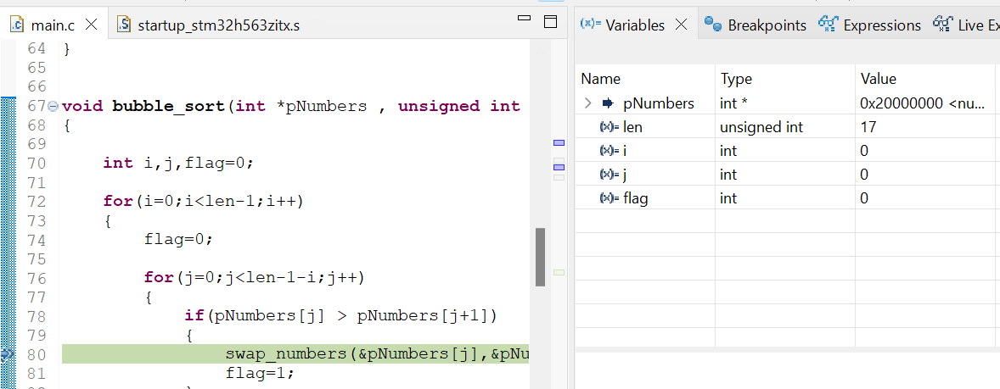 main.c
startup_stm32h563zitx.s
64 }
65
66
67 void bubble_sort(int *pNumbers , unsigned int
68 {
69
70 int i,j,flag=0;
71
72 for(i=0;i<len-1;i++)
73 {
74 flag=0;
75
76 for(j=0;j<len-1-i;j++)
77 {
78 if(pNumbers[j] > pNumbers[j+1])
79 {
80 swap_numbers(&pNumbers[j],&pNu
81 flag=1;
(x)= Variables
Breakpoints
Expressions
Live Ex
Name Type Value
pNumbers int * 0x20000000 <nu...
(x)= len unsigned int 17
(x)= i int 0
(x)= j int 0
(x)= flag int 0